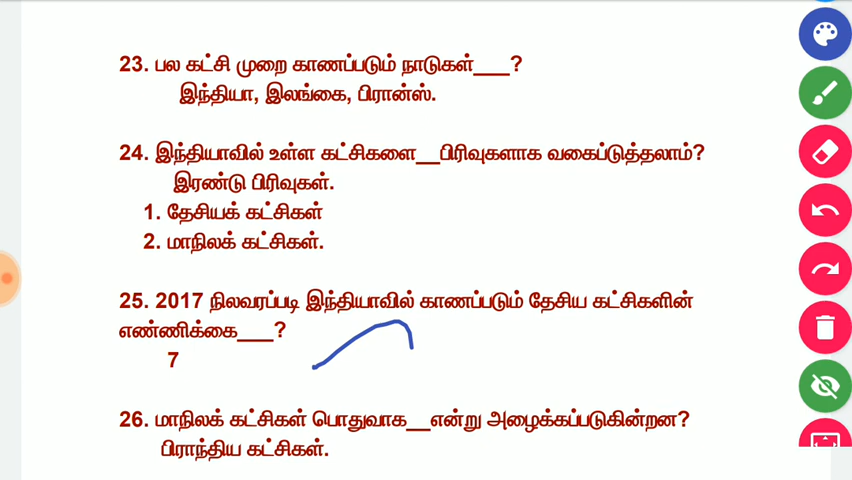 23. பல கட்சி முறை காணப்படும் நாடுகள்___?
இந்தியா, இலங்கை, பிரான்ஸ்.
24. இந்தியாவில் உள்ள கட்சிகளை__பிரிவுகளாக வகைப்டுத்தலாம்?
இரண்டு பிரிவுகள்.
1. தேசியக் கட்சிகள்
2. மாநிலக் கட்சிகள்.
25. 2017 நிலவரப்படி இந்தியாவில் காணப்படும் தேசிய கட்சிகளின்
எண்ணிக்கை___?
7
26. மாநிலக் கட்சிகள் பொதுவாக__என்று அழைக்கப்படுகின்றன?
பிராந்திய கட்சிகள்.